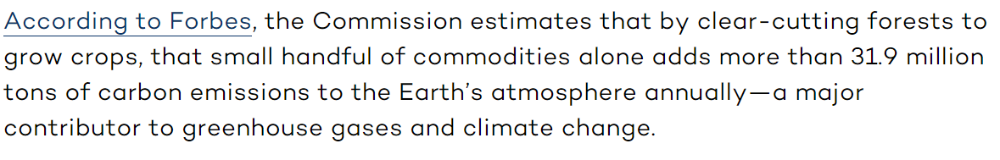 According to Forbes, the Commission estimates that by clear-cutting forests to
grow crops, that small handful of commodities alone adds more than 31.9 million
tons of carbon emissions to the Earth’s atmosphere annually—a major
contributor to greenhouse gases and climate change.